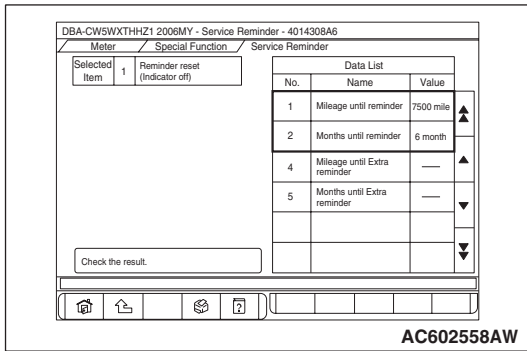 DBA-CW5WXTHHZ1 2006MY - Service Reminder - 4014308A6
Meter / Special Function / Service Reminder
Selected Item 1 Reminder reset (Indicator off)
Data List
No. Name Value
1 Mileage until reminder 7500 mile
2 Months until reminder 6 month
4 Mileage until Extra reminder —
5 Months until Extra reminder —
Check the result.
?
AC602558AW